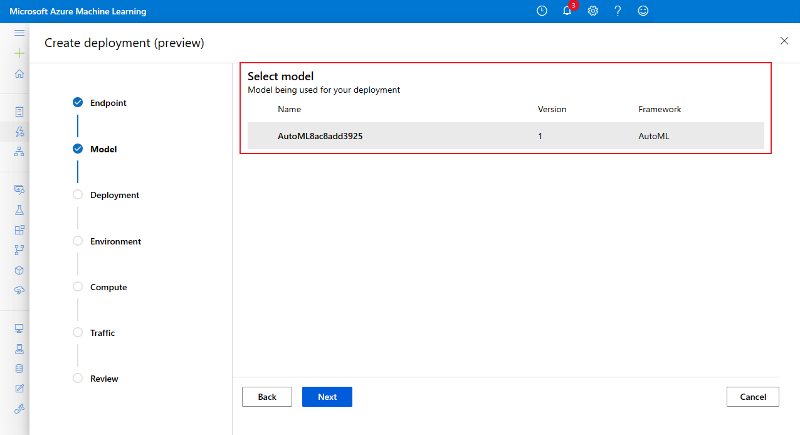 Microsoft Azure Machine Learning
3
Create deployment (preview)
Endpoint
Model
Deployment
Environment
Compute
Traffic
Review
Select model
Model being used for your deployment
Name Version Framework
AutoML8ac8add3925 1 AutoML
Back Next Cancel